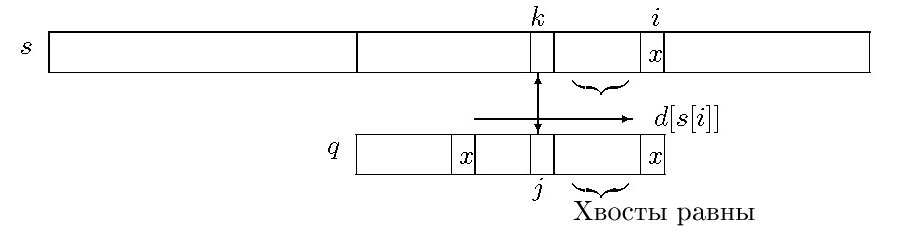 k i
s x
d[s[i]]
q x x
j
Хвосты равны